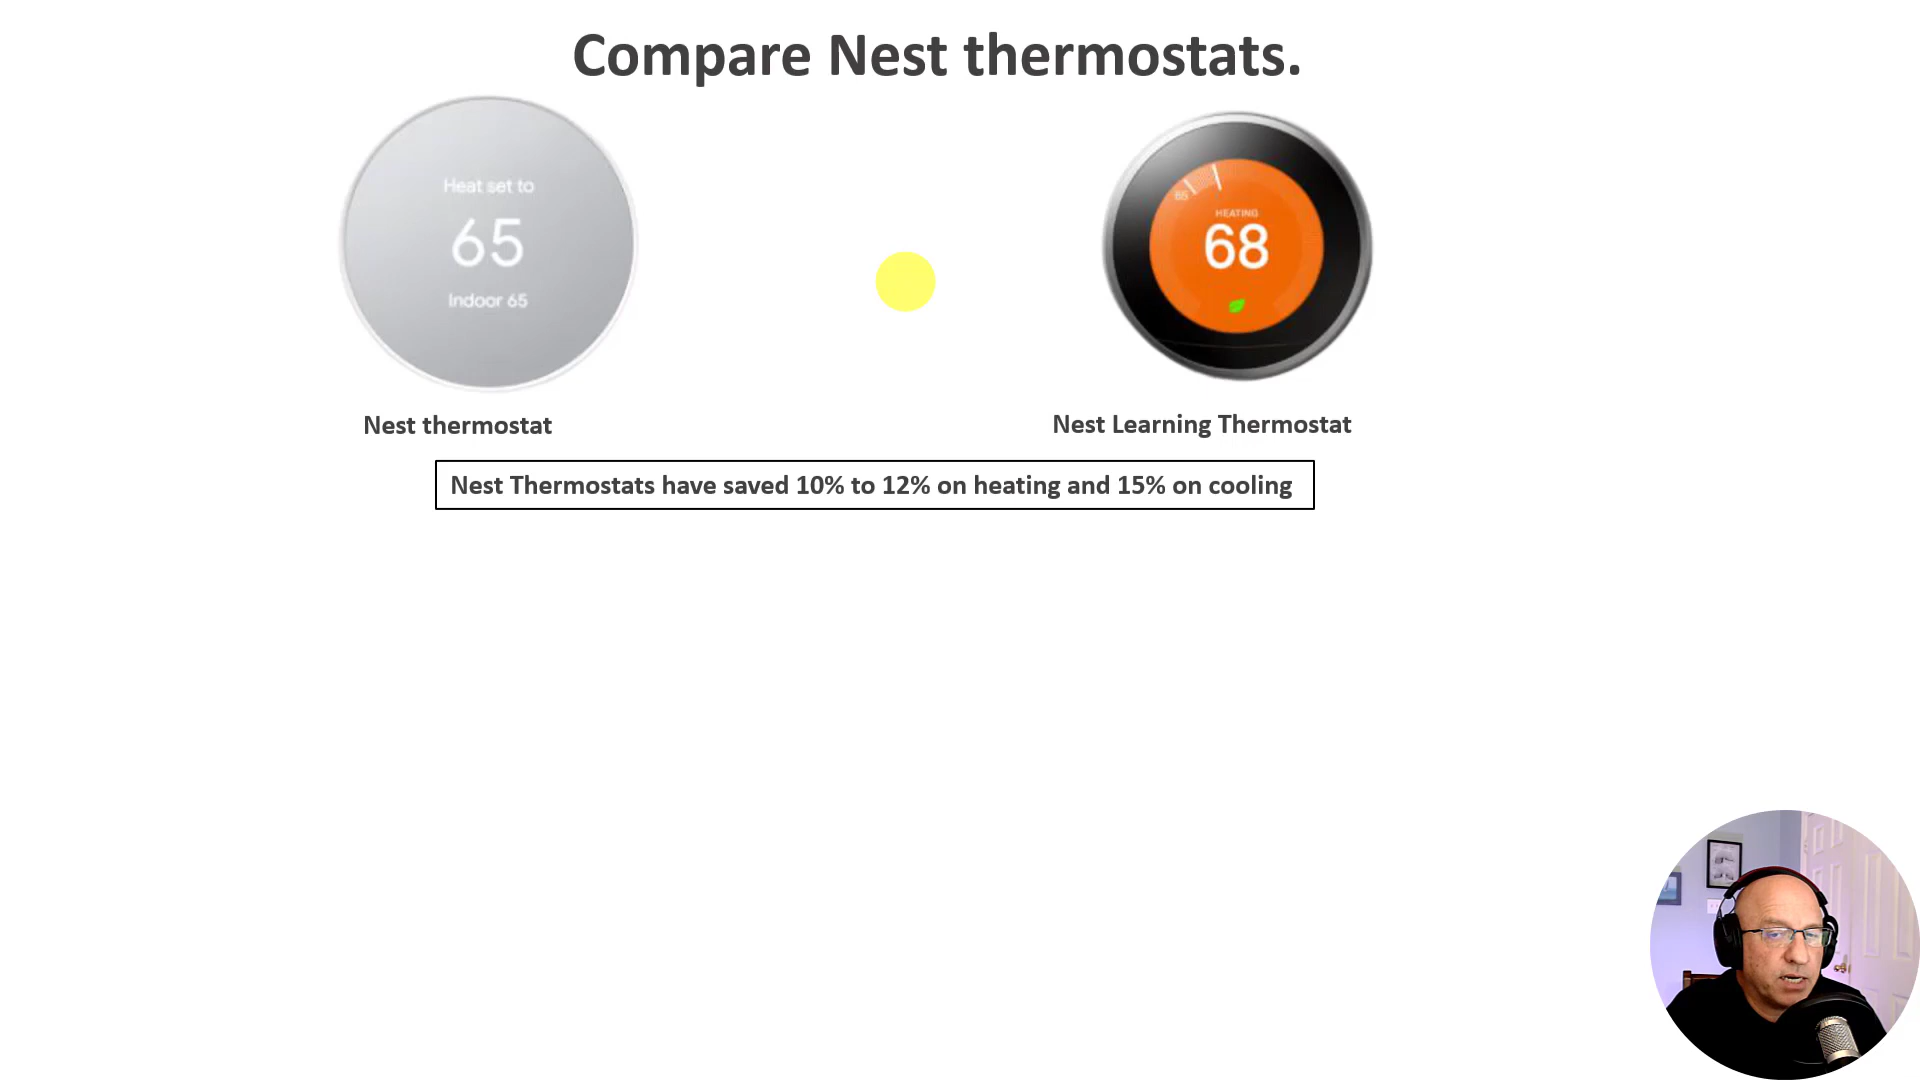 Compare Nest thermostats.
Heat set to
65
Indoor 65
65
HEATING
68
Nest thermostat
Nest Learning Thermostat
Nest Thermostats have saved 10% to 12% on heating and 15% on cooling